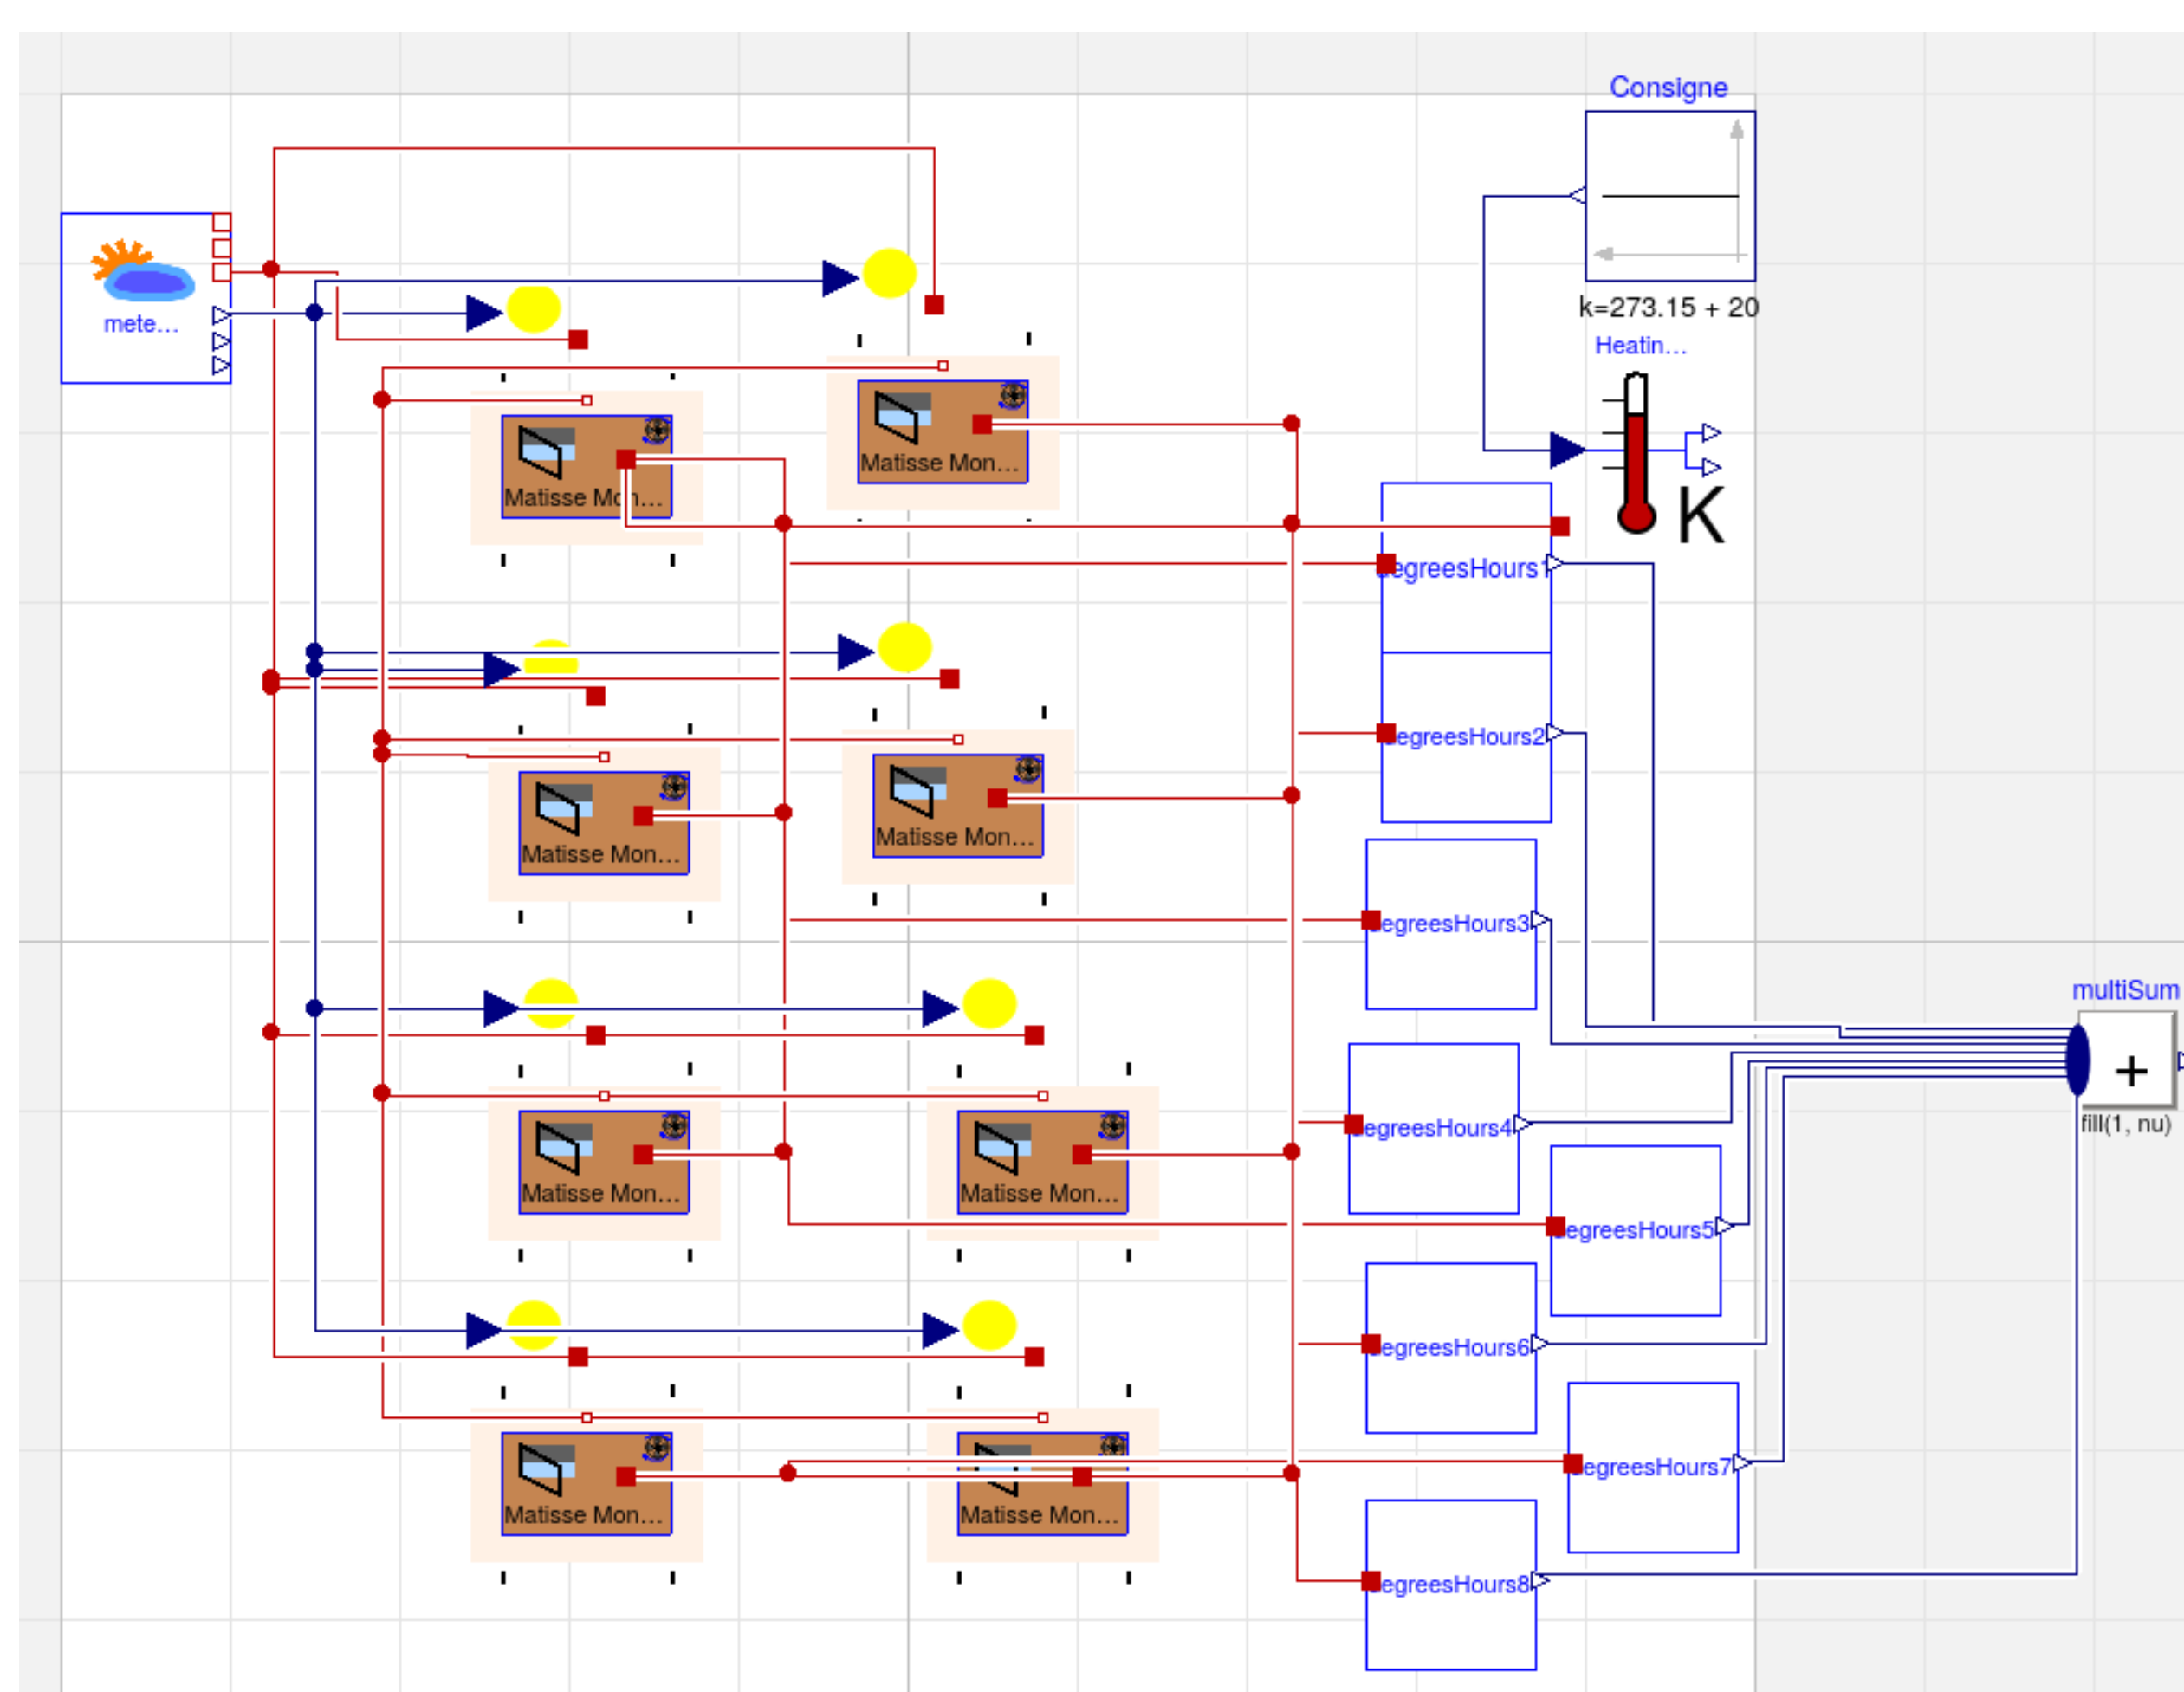 Consigne
mete...
k=273.15 + 20
Heatin...
K
Matisse Mon...
Matisse Mon...
egreesHours1
egreesHours2
Matisse Mon...
Matisse Mon...
egreesHours3
multiSum
+
fill(1, nu)
egreesHours4
Matisse Mon...
Matisse Mon...
egreesHours5
egreesHours6
egreesHours7
Matisse Mon...
Matisse Mon...
egreesHours8